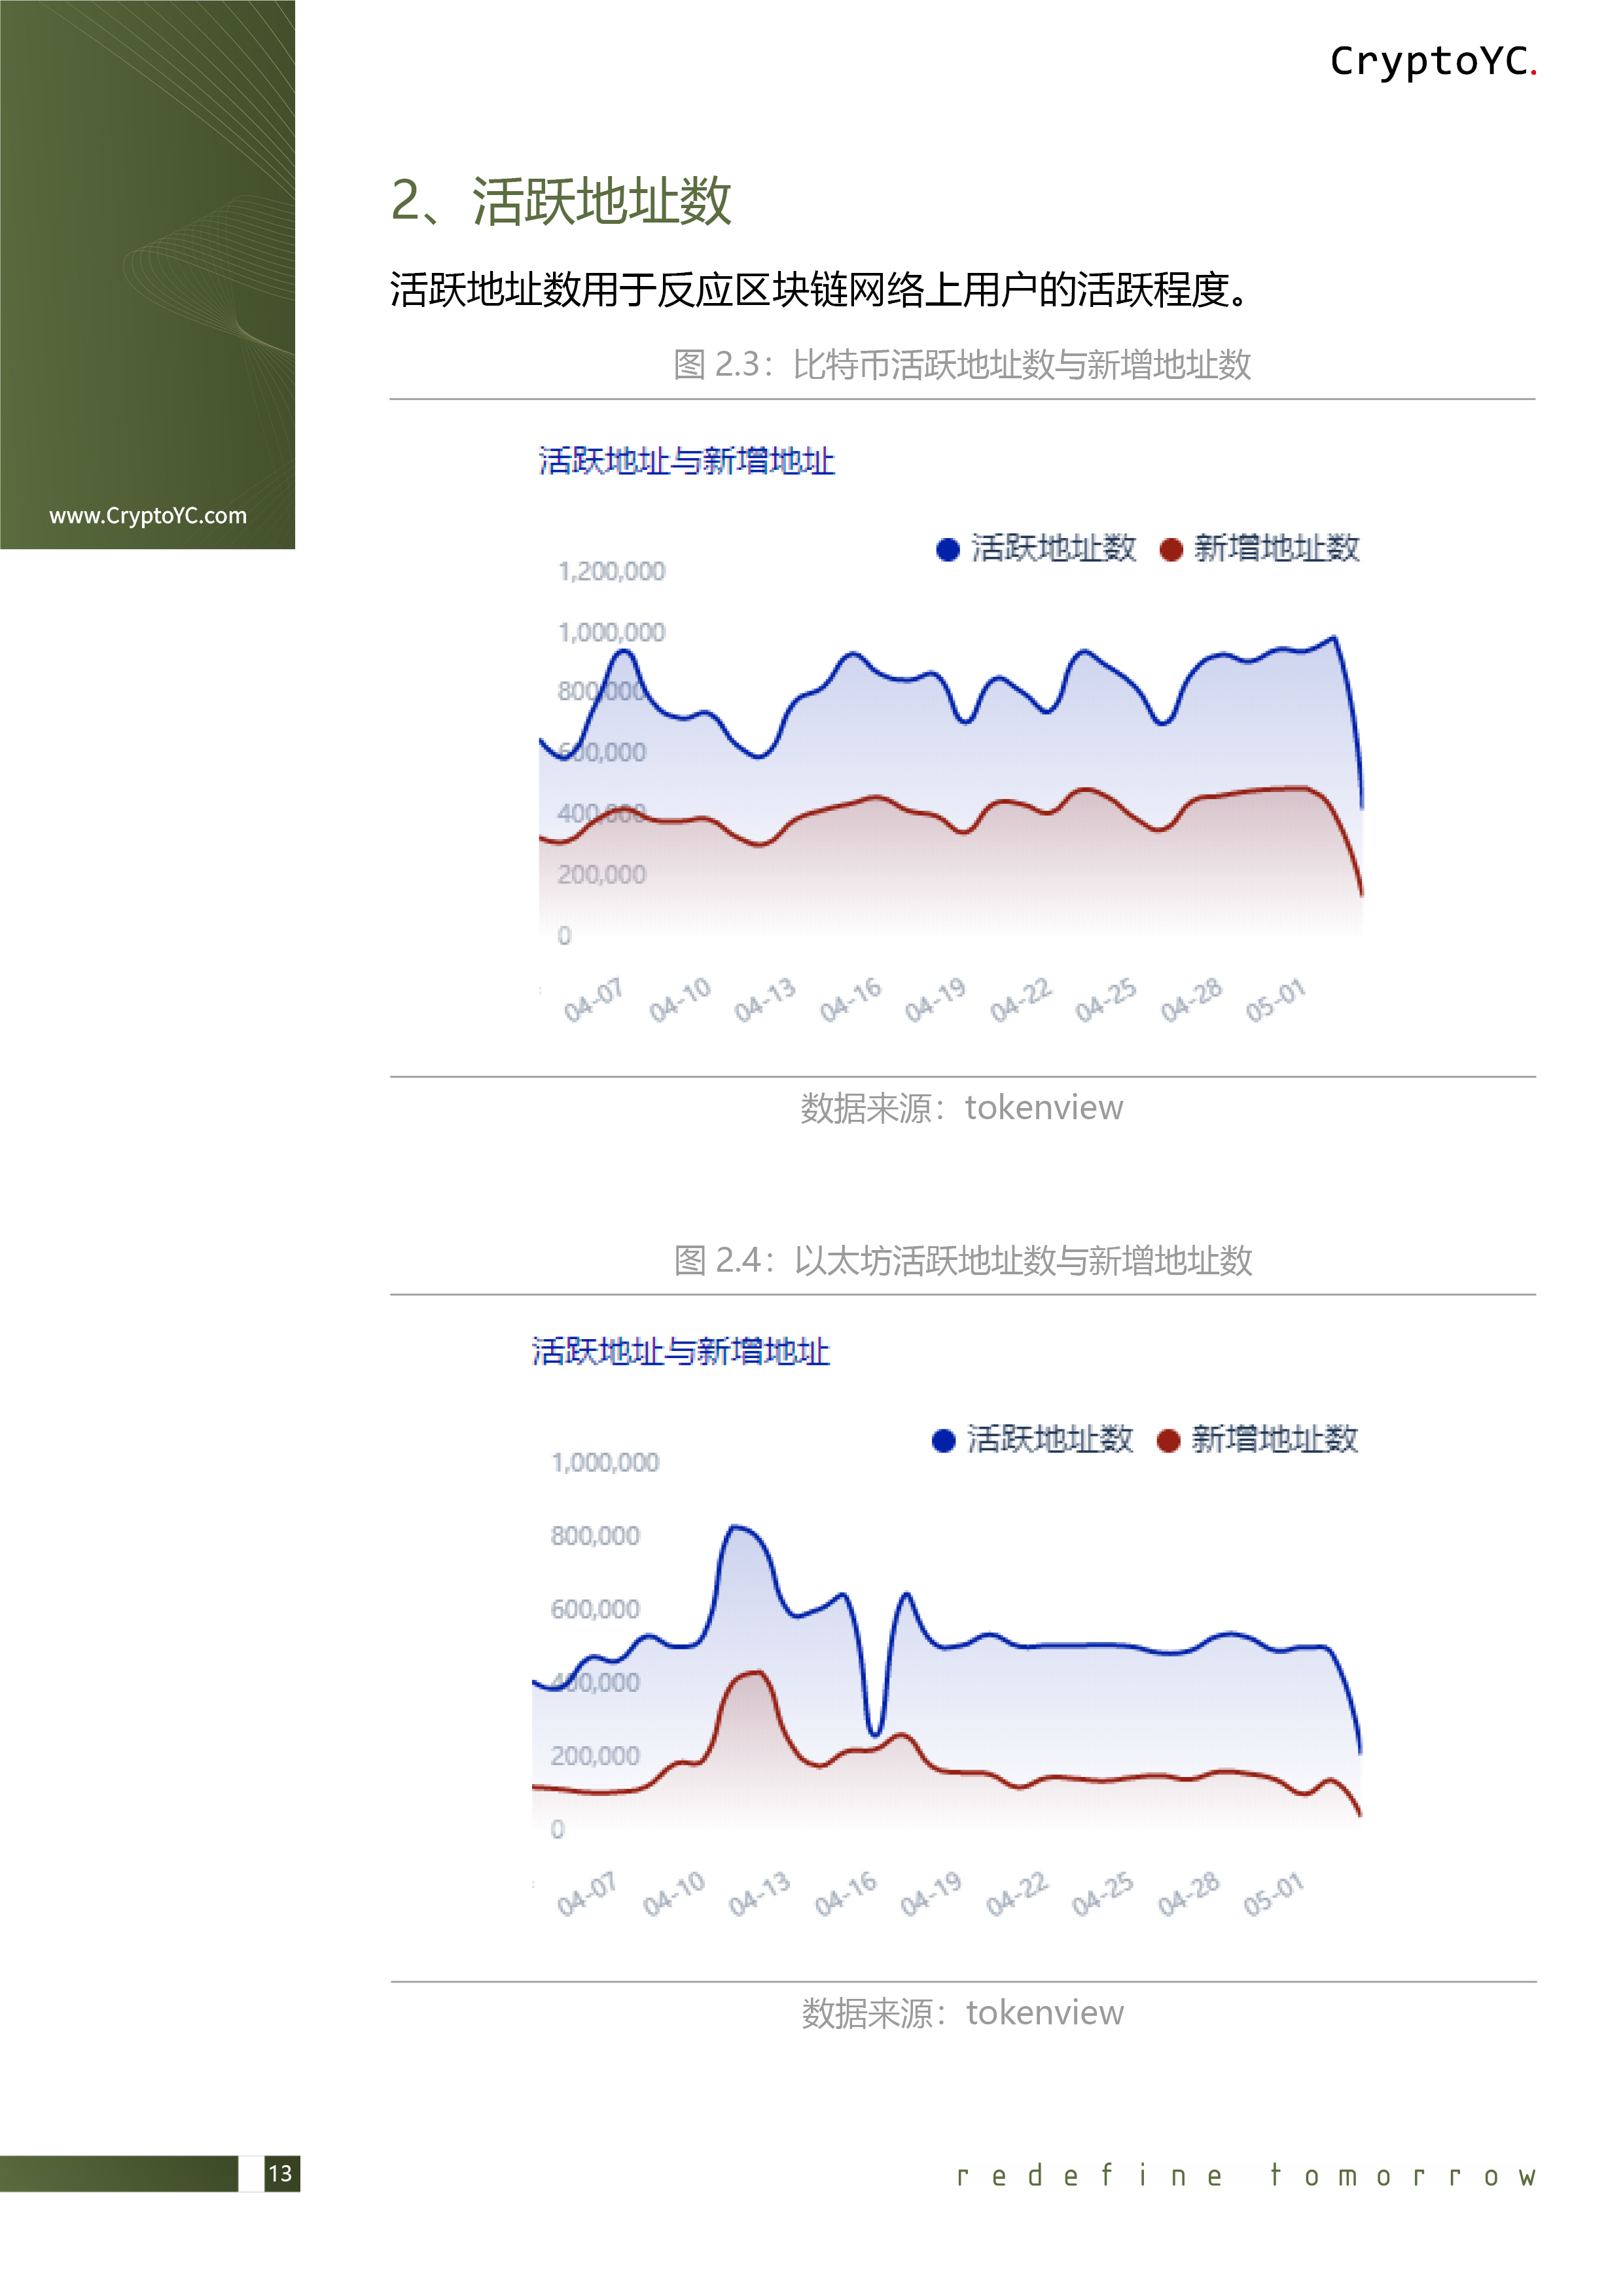 CryptoYC.
www.CryptoYC.com
2、活跃地址数
活跃地址数用于反应区块链网络上用户的活跃程度。
图 2.3：比特币活跃地址数与新增地址数
活跃地址与新增地址
活跃地址数 新增地址数
1,200,000
1,000,000
800,000
600,000
400,000
200,000
0
04-07 04-10 04-13 04-16 04-19 04-22 04-25 04-28 05-01
数据来源：tokenview
图 2.4：以太坊活跃地址数与新增地址数
活跃地址与新增地址
活跃地址数 新增地址数
1,000,000
800,000
600,000
400,000
200,000
0
04-07 04-10 04-13 04-16 04-19 04-22 04-25 04-28 05-01
数据来源：tokenview
13
redefine tomorrow